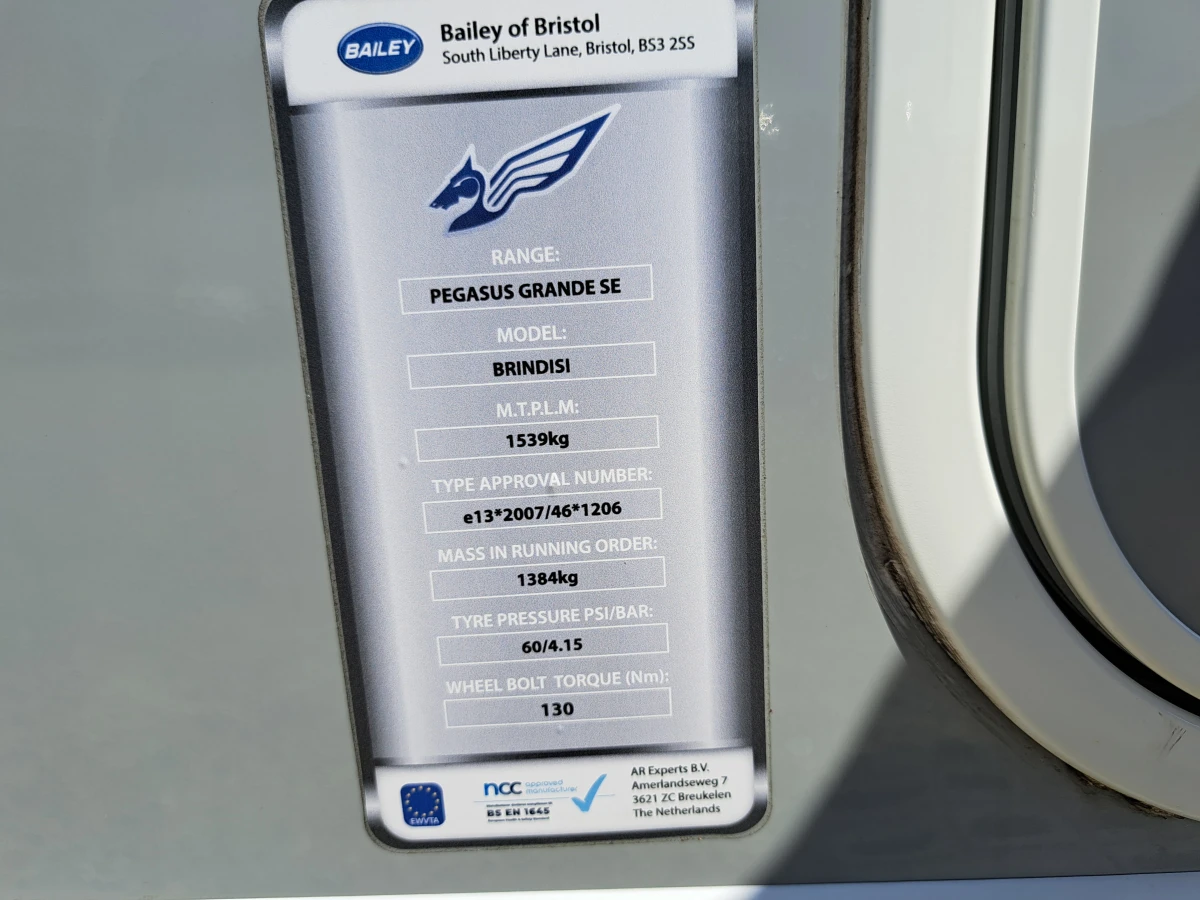 BAILEY
Bailey of Bristol
South Liberty Lane, Bristol, BS3 2SS
RANGE:
PEGASUS GRANDE SE
MODEL:
BRINDISI
M.T.P.L.M:
1539kg
TYPE APPROVAL NUMBER:
e13*2007/46*1206
MASS IN RUNNING ORDER:
1384kg
TYRE PRESSURE PSI/BAR:
60/4.15
WHEEL BOLT TORQUE (Nm):
130
EWVTA
ncc approved
manufacturer
BS EN 1645
AR Experts B.V.
Amerlandseweg 7
3621 ZC Breukelen
The Netherlands